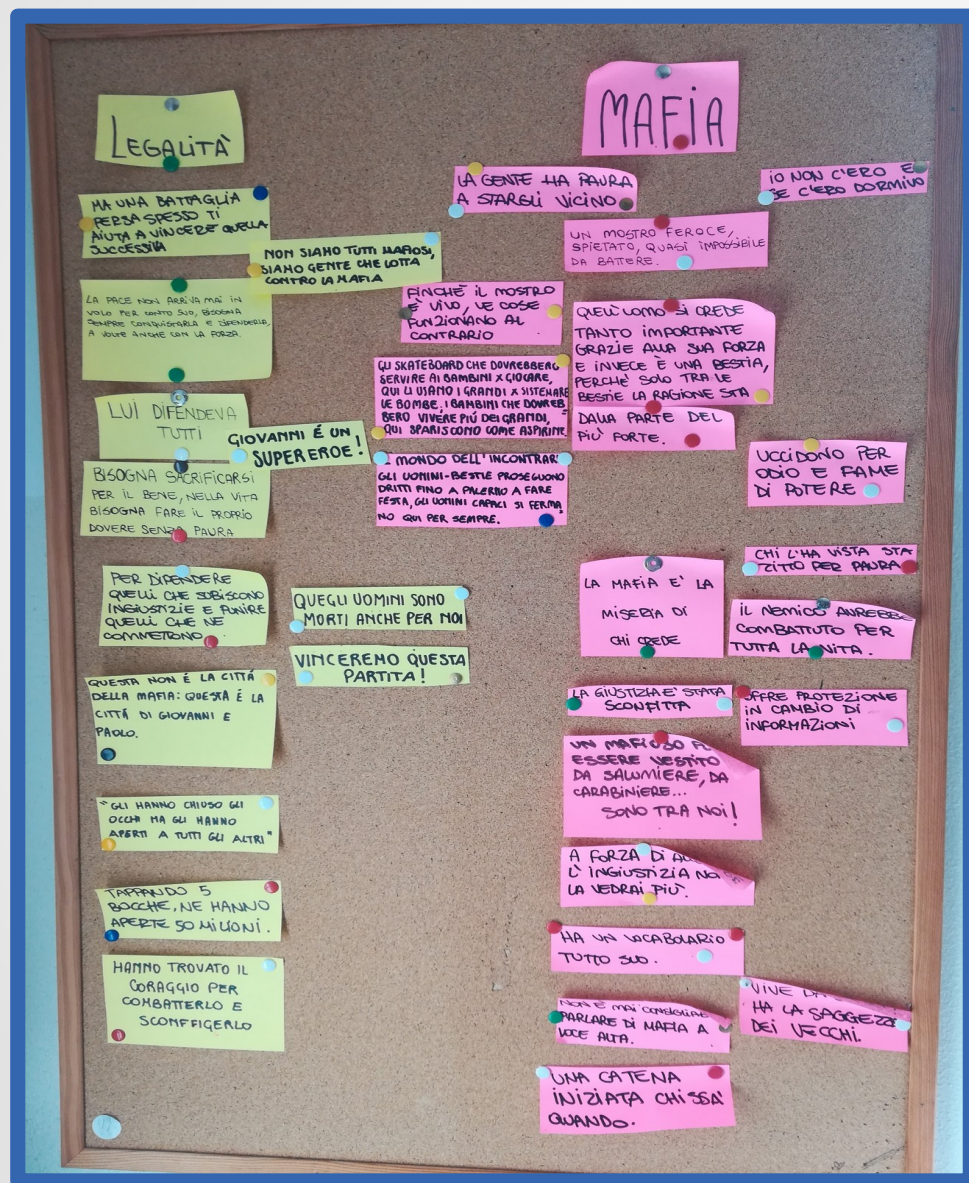 LEGALITÀ
MA UNA BATTAGLIA
PERSA SPESSO TI
AIUTA A VINCERE QUELLA
SUCCESSIVA
NON SIAMO TUTTI MAFIOSI,
SIAMO GENTE CHE LOTTA
CONTRO LA MAFIA
LA PACE NON ARRIVA MAI IN
VOLO PER CONTO SUO, BISOGNA
SEMPRE CONQUISTARLA E DIFENDERLA,
A VOLTE ANCHE CON LA FORZA.
LUI DIFENDEVA
TUTTI
GIOVANNI É UN
SUPEREROE!
BISOGNA SACRIFICARSI
PER IL BENE, NELLA VITA
BISOGNA FARE IL PROPRIO
DOVERE SENZA PAURA
PER DIFENDERE
QUELLI CHE SUBISCONO
INGIUSTIZIE E PUNIRE
QUELLI CHE NE
COMMETTONO
QUEGLI UOMINI SONO
MORTI ANCHE PER NOI
VINCEREMO QUESTA
PARTITA!
QUESTA NON É LA CITTÁ
DELLA MAFIA: QUESTA É LA
CITTÁ DI GIOVANNI E
PAOLO.
"GLI HANNO CHIUSO GLI
OCCHI MA GLI HANNO
APERTI A TUTTI GLI ALTRI"
TAPPANDO 5
BOCCHE, NE HANNO
APERTE 50 MILIONI.
HANNO TROVATO IL
CORAGGIO PER
COMBATTERLO E
SCONFFIGERLO
MAFIA
LA GENTE HA PAURA
A STARGLI VICINO
IO NON C'ERO E
SE C'ERO DORMIVO
UN MOSTRO FEROCE,
SPIETATO, QUASI IMPOSSIBILE
DA BATTERE.
FINCHÉ IL MOSTRO
É VIVO, LE COSE
FUNZIONANO AL
CONTRARIO
QUELL'UOMO SI CREDE
TANTO IMPORTANTE
GRAZIE ALLA SUA FORZA
E INVECE È UNA BESTIA,
PERCHÉ SOLO TRA LE
BESTIE LA RAGIONE STA
DALLA PARTE DEL
PIÙ FORTE.
GLI SKATEBOARD CHE DOVREBBERO
SERVIRE AI BAMBINI X GIOCARE,
QUI LI USANO I GRANDI X SISTEMARE
LE BOMBE, I BAMBINI CHE DOVREB
BERO VIVERE PIÚ DEI GRANDI,
QUI SPARISCONO COME ASPIRINE
MONDO DELL'INCONTRAR
GLI UOMINI-BESTIE PROSEGUONO
DRITTI FINO A PALERMO A FARE
FESTA, GLI UOMINI CAPACI SI FERMA
NO QUI PER SEMPRE.
UCCIDONO PER
ODIO E FAME
DI POTERE
CHI L'HA VISTA STA
ZITTO PER PAURA
LA MAFIA E' LA
MISERIA DI
CHI CREDE
IL NEMICO ANREBBE
COMBATTUTO PER
TUTTA LA VITA.
LA GIUSTIZIA E' STATA
SCONFITTA
OFFRE PROTEZIONE
IN CAMBIO DI
INFORMAZIONI
UN MAFIOSO
ESSERE VESTITO
DA SALUMIERE, DA
CARABINIERE...
SONO TRA NOI!
A FORZA DI
L'INGIUSTIZIA
LA VEDRAI PIÙ.
HA UN VOCABOLARIO
TUTTO SUO.
NON È MAI
PARLARE DI MAFIA A
VOCE ALTA.
VIVE
HA LA SAGGEZZA
DEI VECCHI.
UNA CATENA
INIZIATA CHISSÀ
QUANDO.